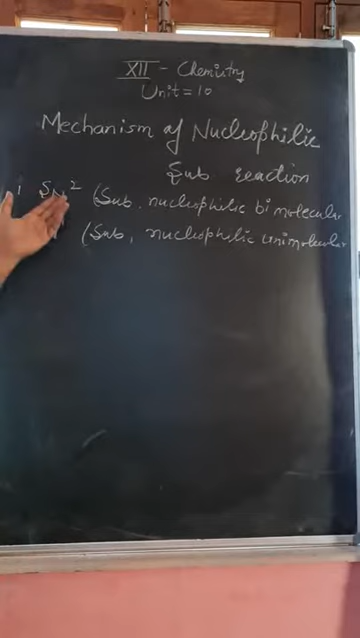 XII - Chemistry
Unit = 10
Mechanism of Nucleophilic
Sub reaction
SN2 (Sub. nucleophilic bimolecular
(Sub, nucleophilic unimolecular